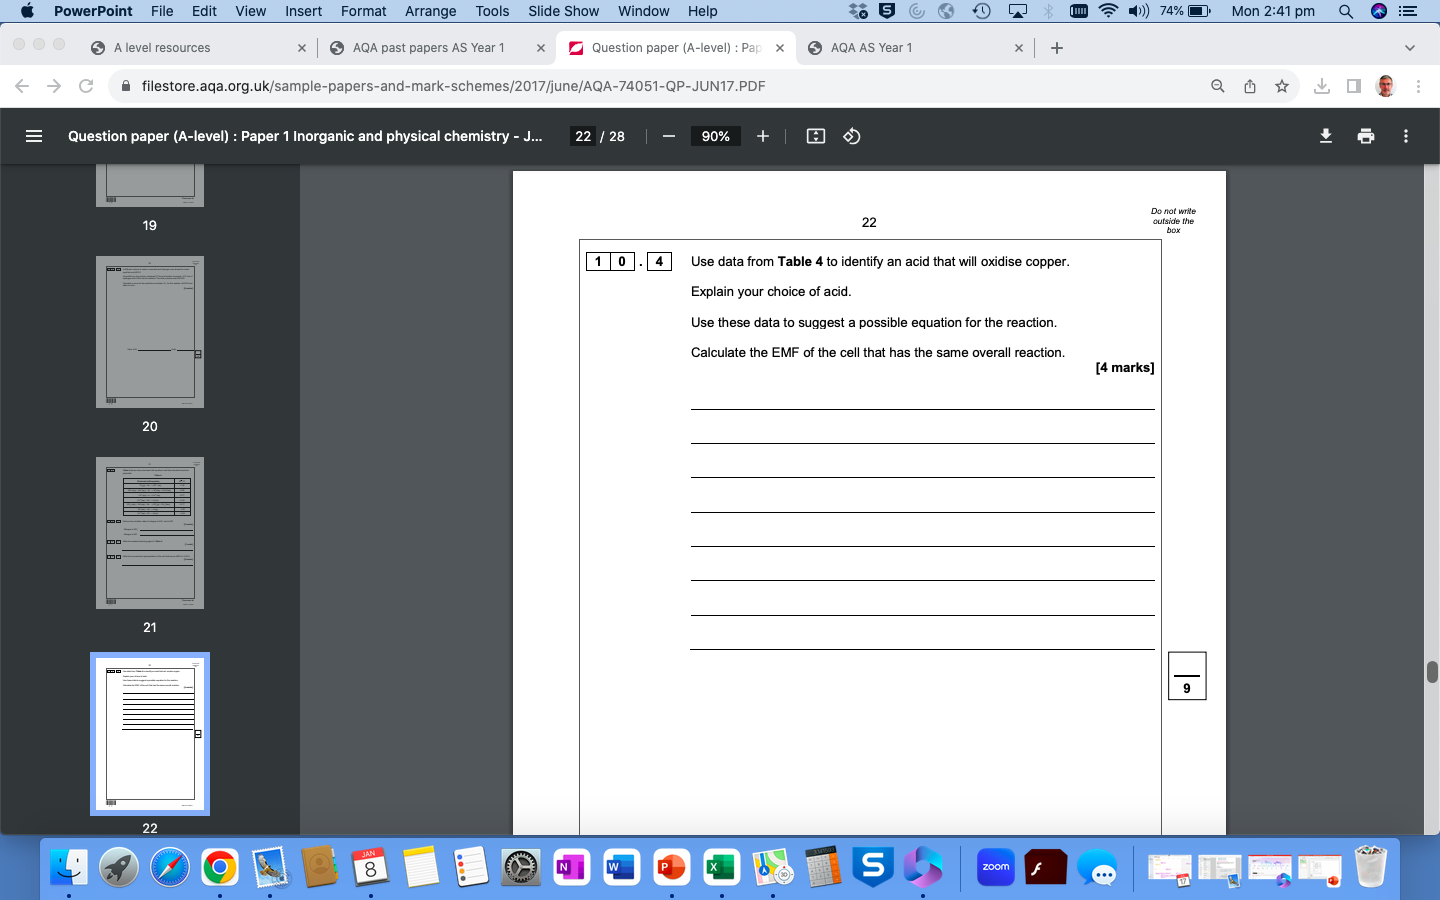 PowerPoint File Edit View Insert Format Arrange Tools Slide Show Window Help 74% Mon 2:41 pm
A level resources AQA past papers AS Year 1 Question paper (A-level) : Pap AQA AS Year 1
filestore.aqa.org.uk/sample-papers-and-mark-schemes/2017/june/AQA-74051-QP-JUN17.PDF
Question paper (A-level) : Paper 1 Inorganic and physical chemistry - J... 22 / 28 90%
19
20
21
22
22
Do not write
outside the
box
1 0 . 4 Use data from Table 4 to identify an acid that will oxidise copper.
Explain your choice of acid.
Use these data to suggest a possible equation for the reaction.
Calculate the EMF of the cell that has the same overall reaction.
[4 marks]
9
JAN
8
zoom
17